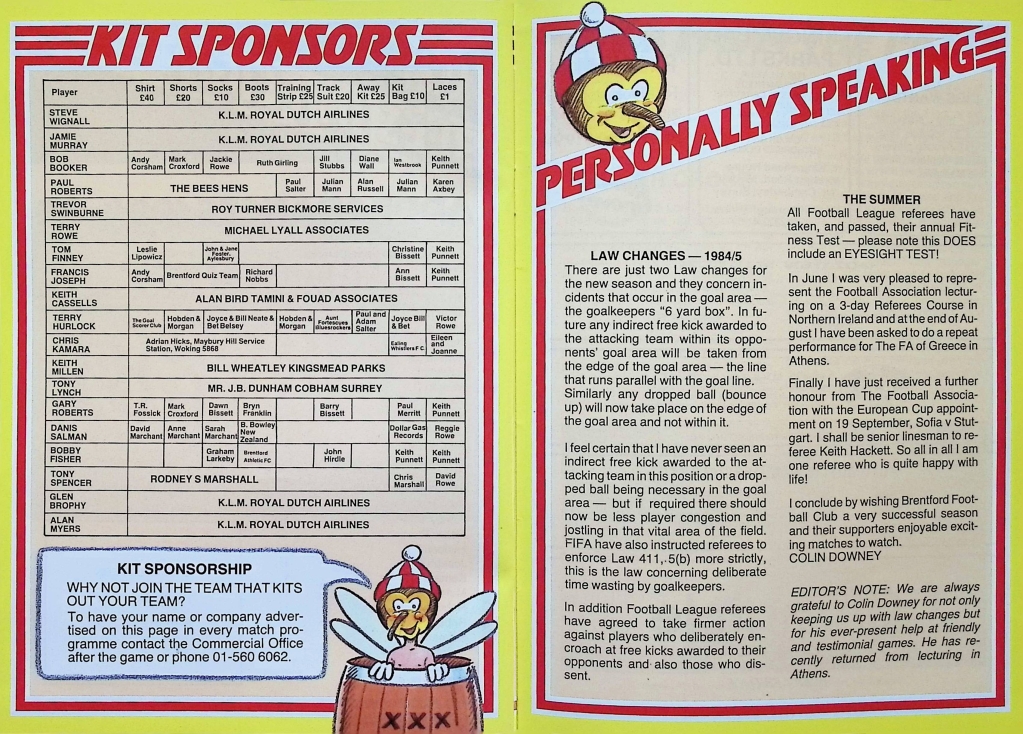 KIT SPONSORS
Player Shirt £40 Shorts £20 Socks £10 Boots £30 Training Strip £25 Track Suit £20 Away Kit £25 Kit Bag £10 Laces £1
STEVE WIGNALL K.L.M. ROYAL DUTCH AIRLINES
JAMIE MURRAY K.L.M. ROYAL DUTCH AIRLINES
BOB BOOKER Andy Corsham Mark Croxford Jackie Rowe Ruth Girling Jill Stubbs Diane Wall Ian Westbrook Keith Punnett
PAUL ROBERTS THE BEES HENS Paul Salter Julian Mann Alan Russell Julian Mann Karen Axbey
TREVOR SWINBURNE ROY TURNER BICKMORE SERVICES
TERRY ROWE MICHAEL LYALL ASSOCIATES
TOM FINNEY Leslie Lipowicz John & Jane Foster, Aylesbury Christine Bissett Keith Punnett
FRANCIS JOSEPH Andy Corsham Brentford Quiz Team Richard Nobbs Ann Bissett Keith Punnett
KEITH CASSELLS ALAN BIRD TAMINI & FOUAD ASSOCIATES
TERRY HURLOCK The Goal Scorer Club Hobden & Morgan Joyce & Bill Neate & Bet Belsey Hobden & Morgan Aunt Fortescues Bluesrockers Paul and Adam Salter Joyce Bill & Bet Victor Rowe
CHRIS KAMARA Adrian Hicks, Maybury Hill Service Station, Woking 5868 Ealing Whistlers F.C. Eileen and Joanne
KEITH MILLEN BILL WHEATLEY KINGSMEAD PARKS
TONY LYNCH MR. J.B. DUNHAM COBHAM SURREY
GARY ROBERTS T.R. Fossick Mark Croxford Dawn Bissett Bryn Franklin Barry Bissett Paul Merritt Keith Punnett
DANIS SALMAN David Marchant Anne Marchant Sarah Marchant B. Bowley New Zealand Dollar Gas Records Reggie Rowe
BOBBY FISHER Graham Larkeby Brentford Athletic FC John Hirdle Keith Punnett Keith Punnett
TONY SPENCER RODNEY S MARSHALL Chris Marshall David Rowe
GLEN BROPHY K.L.M. ROYAL DUTCH AIRLINES
ALAN MYERS K.L.M. ROYAL DUTCH AIRLINES
KIT SPONSORSHIP
WHY NOT JOIN THE TEAM THAT KITS
OUT YOUR TEAM?
To have your name or company adver-
tised on this page in every match pro-
gramme contact the Commercial Office
after the game or phone 01-560 6062.
XXX
PERSONALLY SPEAKING
LAW CHANGES — 1984/5
There are just two Law changes for
the new season and they concern in-
cidents that occur in the goal area —
the goalkeepers "6 yard box". In fu-
ture any indirect free kick awarded to
the attacking team within its oppo-
nents' goal area will be taken from
the edge of the goal area — the line
that runs parallel with the goal line.
Similarly any dropped ball (bounce
up) will now take place on the edge of
the goal area and not within it.
I feel certain that I have never seen an
indirect free kick awarded to the at-
tacking team in this position or a drop-
ped ball being necessary in the goal
area — but if required there should
now be less player congestion and
jostling in that vital area of the field.
FIFA have also instructed referees to
enforce Law 411,.5(b) more strictly,
this is the law concerning deliberate
time wasting by goalkeepers.
In addition Football League referees
have agreed to take firmer action
against players who deliberately en-
croach at free kicks awarded to their
opponents and also those who dis-
sent.
THE SUMMER
All Football League referees have
taken, and passed, their annual Fit-
ness Test — please note this DOES
include an EYESIGHT TEST!
In June I was very pleased to repre-
sent the Football Association lectur-
ing on a 3-day Referees Course in
Northern Ireland and at the end of Au-
gust I have been asked to do a repeat
performance for The FA of Greece in
Athens.
Finally I have just received a further
honour from The Football Associa-
tion with the European Cup appoint-
ment on 19 September, Sofia v Stut-
gart. I shall be senior linesman to re-
feree Keith Hackett. So all in all I am
one referee who is quite happy with
life!
I conclude by wishing Brentford Foot-
ball Club a very successful season
and their supporters enjoyable excit-
ing matches to watch.
COLIN DOWNEY
EDITOR'S NOTE: We are always
grateful to Colin Downey for not only
keeping us up with law changes but
for his ever-present help at friendly
and testimonial games. He has re-
cently returned from lecturing in
Athens.